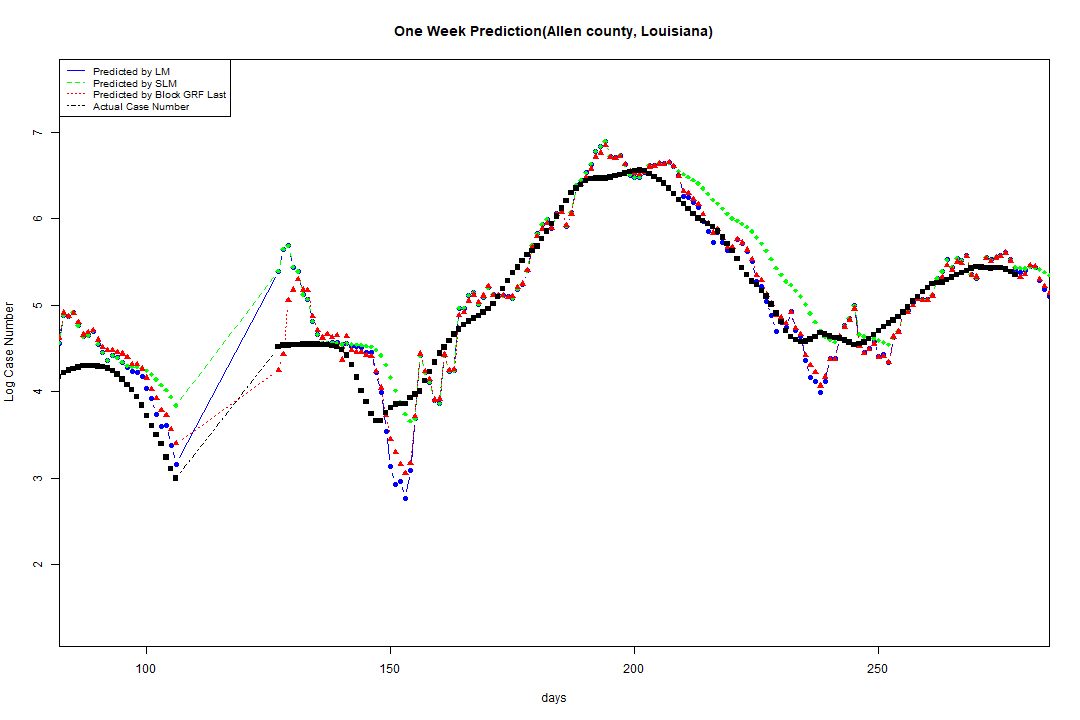 One Week Prediction(Allen county, Louisiana)
Predicted by LM
Predicted by SLM
Predicted by Block GRF Last
Actual Case Number
7
6
5
4
3
2
Log Case Number
100
150
200
250
days